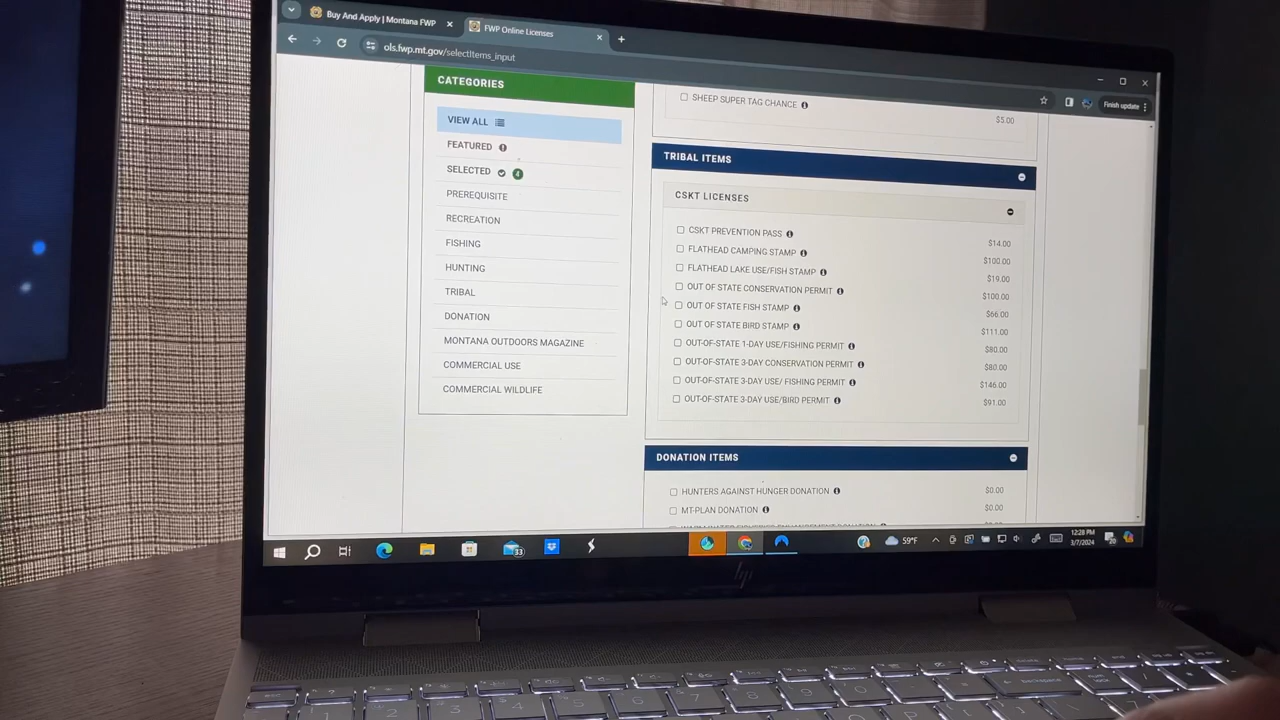 Buy And Apply | Montana FWP
FWP Online Licenses
ols.fwp.mt.gov/selectItems_input
Finish update
CATEGORIES
VIEW ALL
FEATURED
SELECTED 4
PREREQUISITE
RECREATION
FISHING
HUNTING
TRIBAL
DONATION
MONTANA OUTDOORS MAGAZINE
COMMERCIAL USE
COMMERCIAL WILDLIFE
SHEEP SUPER TAG CHANCE $5.00
TRIBAL ITEMS
CSKT LICENSES
CSKT PREVENTION PASS $14.00
FLATHEAD CAMPING STAMP $100.00
FLATHEAD LAKE USE/FISH STAMP $19.00
OUT OF STATE CONSERVATION PERMIT $100.00
OUT OF STATE FISH STAMP $66.00
OUT OF STATE BIRD STAMP $111.00
OUT-OF-STATE 1-DAY USE/FISHING PERMIT $80.00
OUT-OF-STATE 3-DAY CONSERVATION PERMIT $80.00
OUT-OF-STATE 3-DAY USE/ FISHING PERMIT $146.00
OUT-OF-STATE 3-DAY USE/BIRD PERMIT $91.00
DONATION ITEMS
HUNTERS AGAINST HUNGER DONATION $0.00
MT-PLAN DONATION $0.00
33
59°F
12:28 PM
3/7/2024
hp
backspace